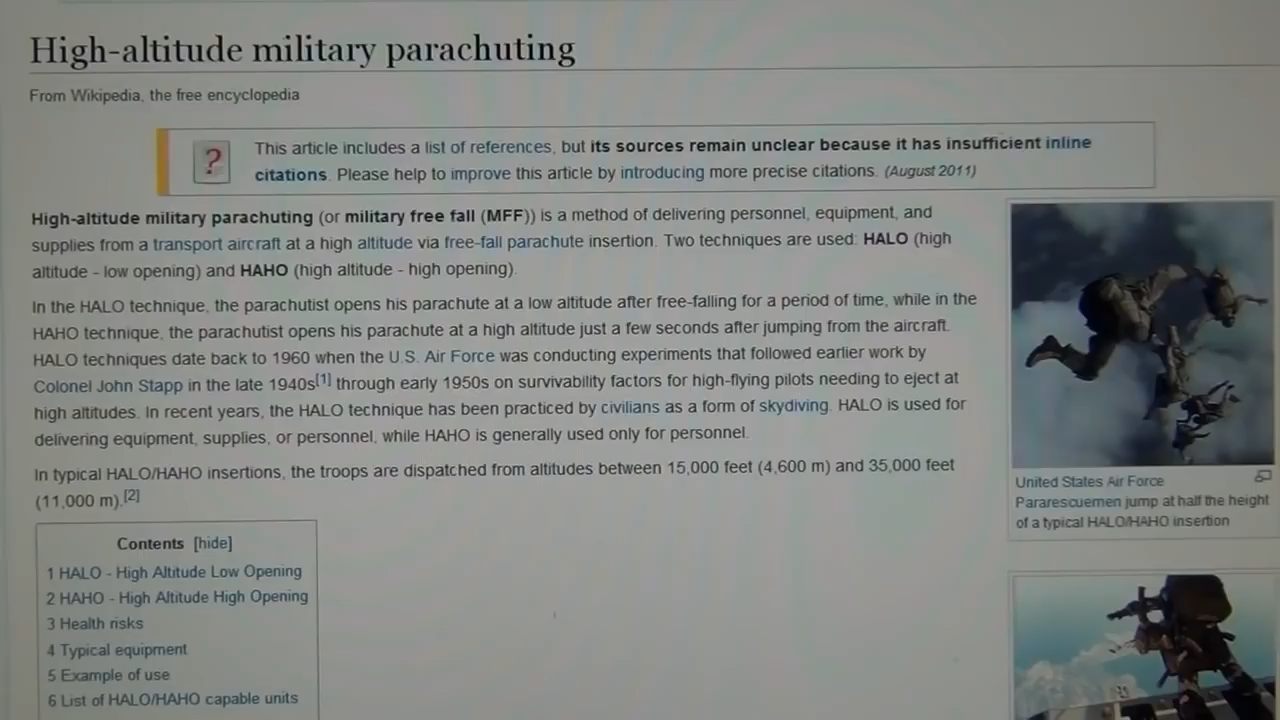 High-altitude military parachuting
From Wikipedia, the free encyclopedia
This article includes a list of references, but its sources remain unclear because it has insufficient inline
citations. Please help to improve this article by introducing more precise citations. (August 2011)
High-altitude military parachuting (or military free fall (MFF)) is a method of delivering personnel, equipment, and
supplies from a transport aircraft at a high altitude via free-fall parachute insertion. Two techniques are used: HALO (high
altitude - low opening) and HAHO (high altitude - high opening).
In the HALO technique, the parachutist opens his parachute at a low altitude after free-falling for a period of time, while in the
HAHO technique, the parachutist opens his parachute at a high altitude just a few seconds after jumping from the aircraft.
HALO techniques date back to 1960 when the U.S. Air Force was conducting experiments that followed earlier work by
Colonel John Stapp in the late 1940s[1] through early 1950s on survivability factors for high-flying pilots needing to eject at
high altitudes. In recent years, the HALO technique has been practiced by civilians as a form of skydiving. HALO is used for
delivering equipment, supplies, or personnel, while HAHO is generally used only for personnel.
In typical HALO/HAHO insertions, the troops are dispatched from altitudes between 15,000 feet (4,600 m) and 35,000 feet
(11,000 m).[2]
United States Air Force
Pararescuemen jump at half the height
of a typical HALO/HAHO insertion
Contents [hide]
1 HALO - High Altitude Low Opening
2 HAHO - High Altitude High Opening
3 Health risks
4 Typical equipment
5 Example of use
6 List of HALO/HAHO capable units